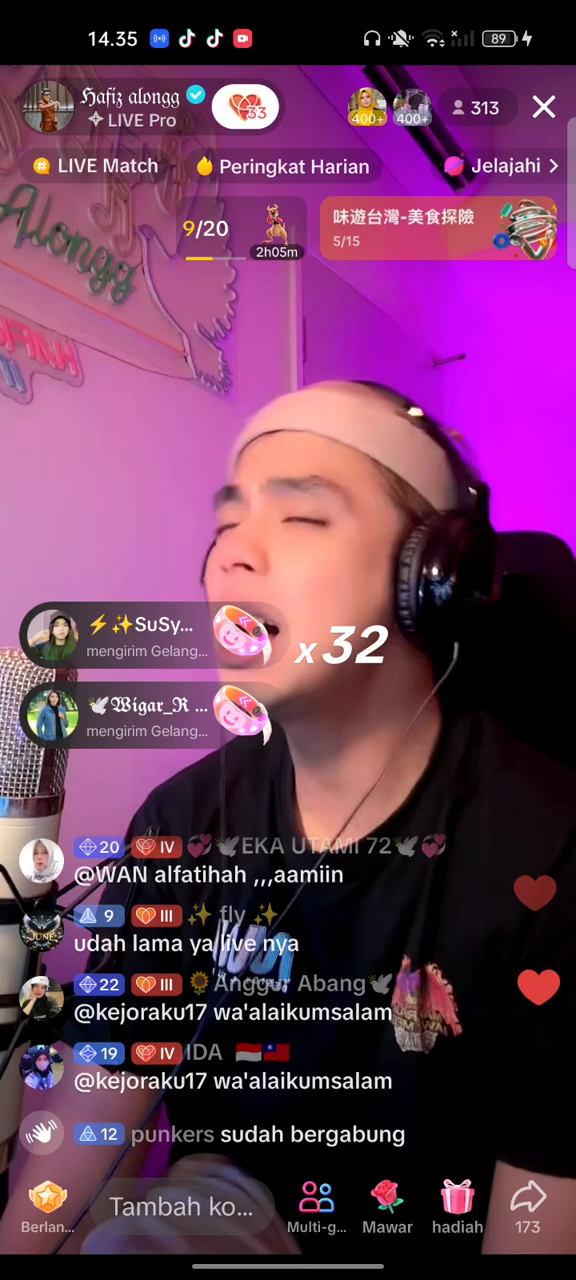 14.35
89
Hafiz alongg
LIVE Pro
33
400+
400+
313
LIVE Match
Peringkat Harian
Jelajahi
9/20
2h05m
味遊台灣-美食探險
5/15
Alongg
⚡✨SuSy...
mengirim Gelang...
x32
🕊Wigar_R ...
mengirim Gelang...
20 IV 💞🕊EKA UTAMI 72🕊💞
@WAN alfatihah ,,,aamiin
9 III ✨ fly ✨
udah lama ya live nya
22 III 🌻Anggur Abang🕊
@kejoraku17 wa'alaikumsalam
19 IV IDA 🇮🇩🇹🇼
@kejoraku17 wa'alaikumsalam
12 punkers sudah bergabung
Tambah ko...
Berlan...
Multi-g...
Mawar
hadiah
173